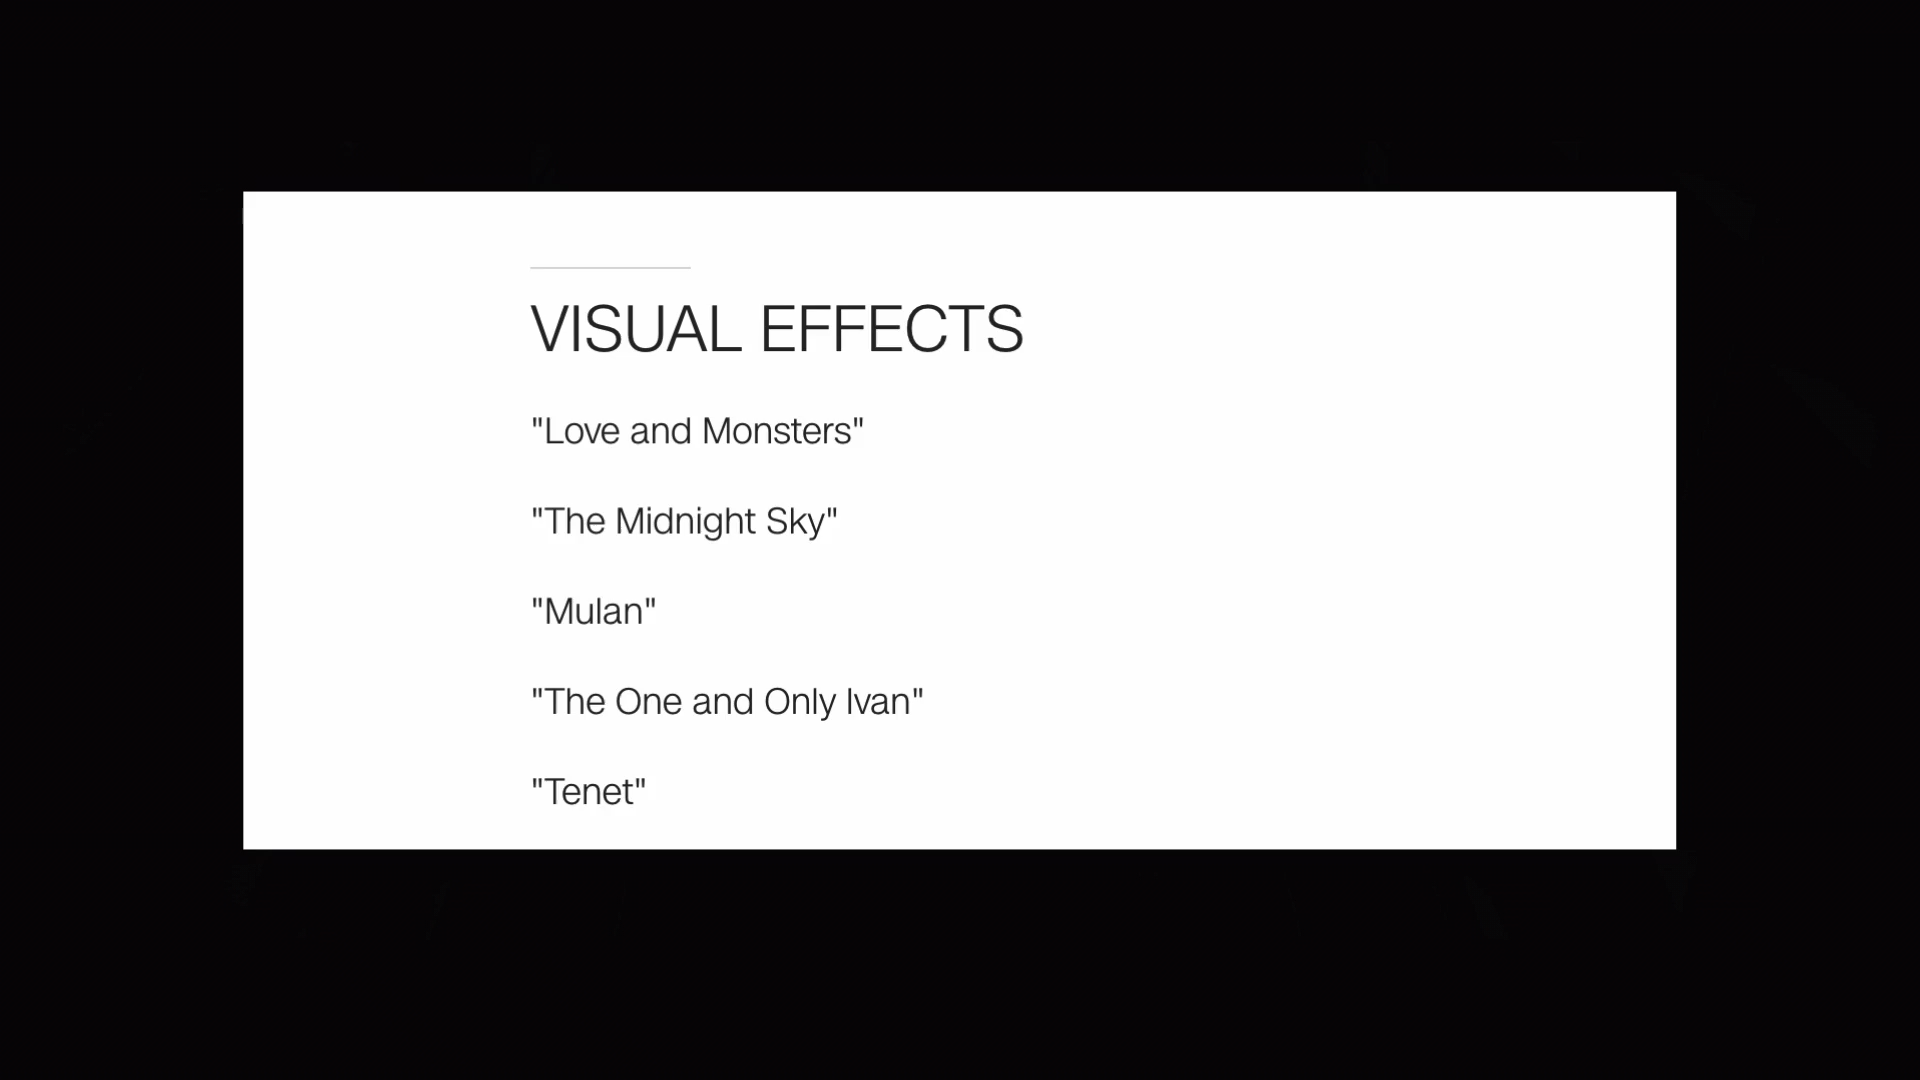 VISUAL EFFECTS
"Love and Monsters"
"The Midnight Sky"
"Mulan"
"The One and Only Ivan"
"Tenet"